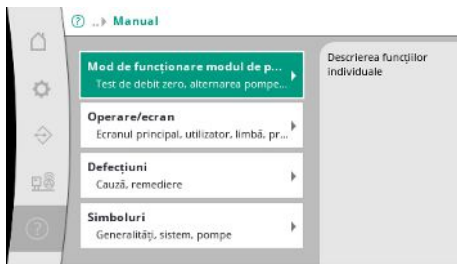 ? ..▸ Manual
Mod de funcționare modul de p...
Test de debit zero, alternarea pompe...
Operare/ecran
Ecranul principal, utilizator, limbă, pr...
Defecțiuni
Cauză, remediere
Simboluri
Generalități, sistem, pompe
Descrierea funcțiilor
individuale
?